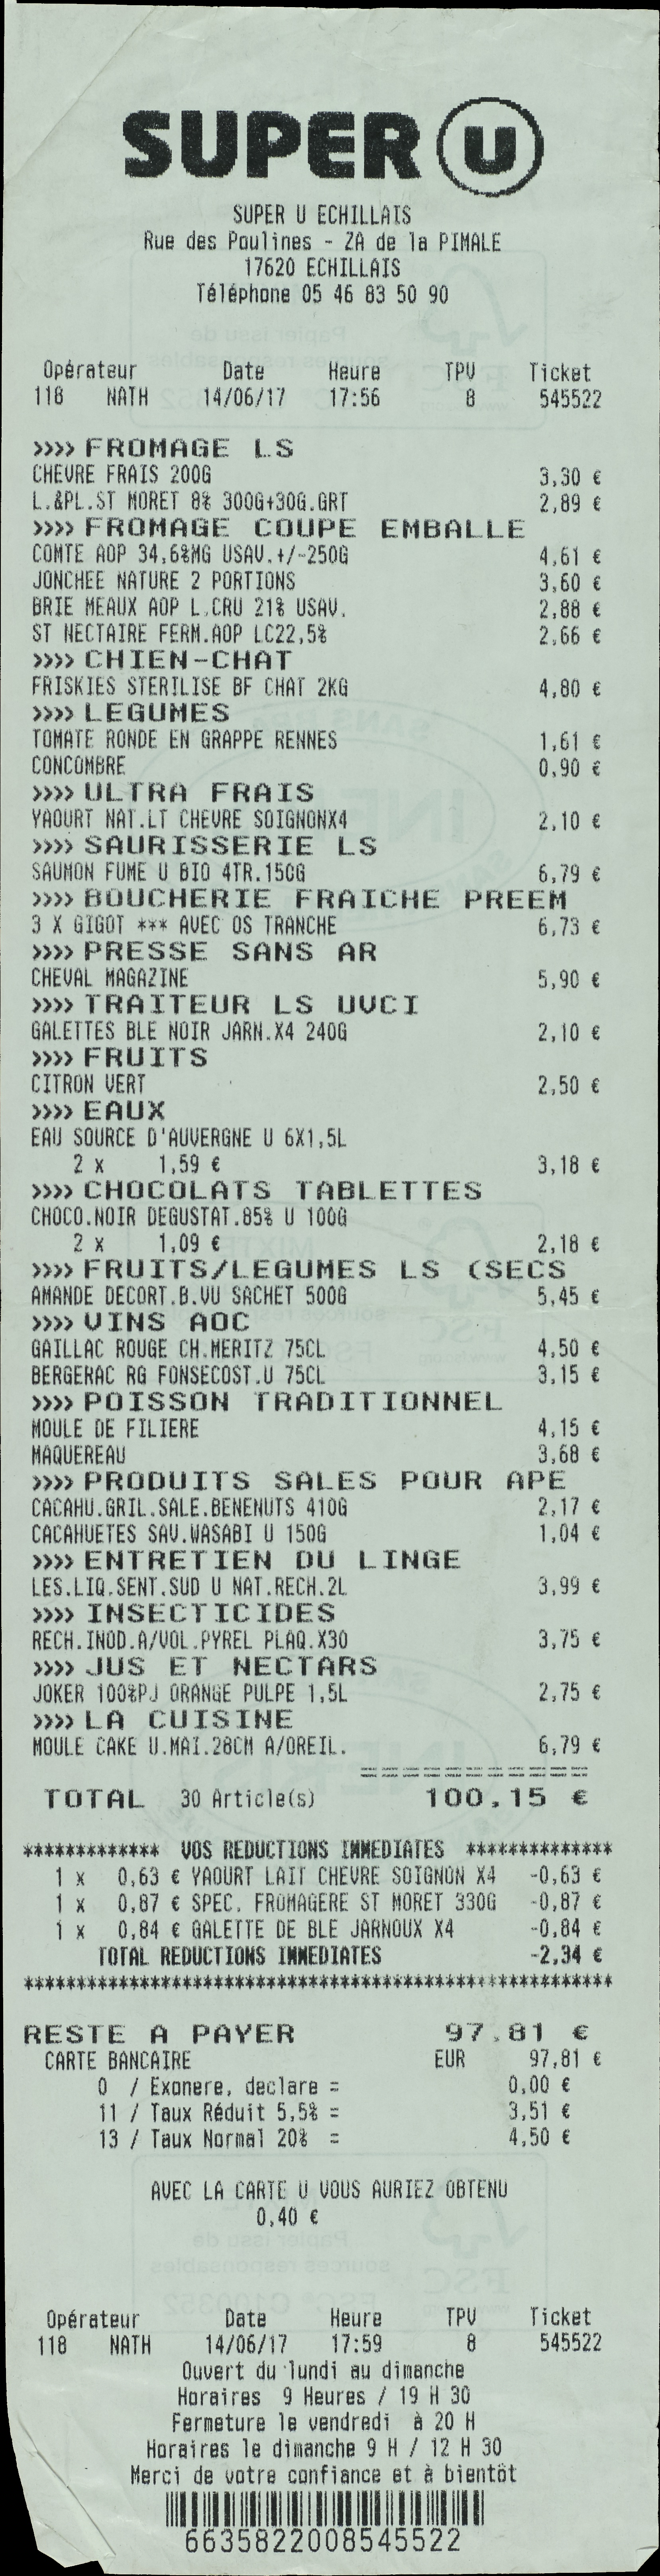 SUPER U
SUPER U ECHILLAIS
Rue des Poulines - ZA de la PIMALE
17620 ECHILLAIS
Téléphone 05 46 83 50 90
Opérateur Date Heure TPV Ticket
118 NATH 14/06/17 17:56 8 545522
>>>> FROMAGE LS
CHEVRE FRAIS 200G 3,30 €
L.&PL.ST MORET 8% 300G+30G.GRT 2,89 €
>>>> FROMAGE COUPE EMBALLE
COMTE AOP 34,6%MG USAV.+/-250G 4,61 €
JONCHEE NATURE 2 PORTIONS 3,60 €
BRIE MEAUX AOP L.CRU 21% USAV. 2,88 €
ST NECTAIRE FERM.AOP LC22,5% 2,66 €
>>>> CHIEN-CHAT
FRISKIES STERILISE BF CHAT 2KG 4,80 €
>>>> LEGUMES
TOMATE RONDE EN GRAPPE RENNES 1,61 €
CONCOMBRE 0,90 €
>>>> ULTRA FRAIS
YAOURT NAT.LT CHEVRE SOIGNONX4 2,10 €
>>>> SAURISSERIE LS
SAUMON FUME U BIO 4TR.150G 6,79 €
>>>> BOUCHERIE FRAICHE PREEM
3 X GIGOT *** AVEC OS TRANCHE 6,73 €
>>>> PRESSE SANS AR
CHEVAL MAGAZINE 5,90 €
>>>> TRAITEUR LS UVCI
GALETTES BLE NOIR JARN.X4 240G 2,10 €
>>>> FRUITS
CITRON VERT 2,50 €
>>>> EAUX
EAU SOURCE D'AUVERGNE U 6X1,5L
2 x 1,59 € 3,18 €
>>>> CHOCOLATS TABLETTES
CHOCO.NOIR DEGUSTAT.85% U 100G
2 x 1,09 € 2,18 €
>>>> FRUITS/LEGUMES LS (SECS
AMANDE DECORT.B.VU SACHET 500G 5,45 €
>>>> VINS AOC
GAILLAC ROUGE CH.MERITZ 75CL 4,50 €
BERGERAC RG FONSECOST.U 75CL 3,15 €
>>>> POISSON TRADITIONNEL
MOULE DE FILIERE 4,15 €
MAQUEREAU 3,68 €
>>>> PRODUITS SALES POUR APE
CACAHU.GRIL.SALE.BENENUTS 410G 2,17 €
CACAHUETES SAV.WASABI U 150G 1,04 €
>>>> ENTRETIEN DU LINGE
LES.LIQ.SENT.SUD U NAT.RECH.2L 3,99 €
>>>> INSECTICIDES
RECH.INOD.A/VOL.PYREL PLAQ.X30 3,75 €
>>>> JUS ET NECTARS
JOKER 100%PJ ORANGE PULPE 1,5L 2,75 €
>>>> LA CUISINE
MOULE CAKE U.MAI.28CM A/OREIL. 6,79 €
TOTAL 30 Article(s) 100,15 €
************* VOS REDUCTIONS IMMEDIATES **************
1 x 0,63 € YAOURT LAIT CHEVRE SOIGNON X4 -0,63 €
1 x 0,87 € SPEC. FROMAGERE ST MORET 330G -0,87 €
1 x 0,84 € GALETTE DE BLE JARNOUX X4 -0,84 €
TOTAL REDUCTIONS IMMEDIATES -2,34 €
********************************************************
RESTE A PAYER 97,81 €
CARTE BANCAIRE EUR 97,81 €
0 / Exonere, declare = 0,00 €
11 / Taux Réduit 5,5% = 3,51 €
13 / Taux Normal 20% = 4,50 €
AVEC LA CARTE U VOUS AURIEZ OBTENU
0,40 €
Opérateur Date Heure TPV Ticket
118 NATH 14/06/17 17:59 8 545522
Ouvert du lundi au dimanche
Horaires 9 Heures / 19 H 30
Fermeture le vendredi à 20 H
Horaires le dimanche 9 H / 12 H 30
Merci de votre confiance et à bientôt
6635822008545522